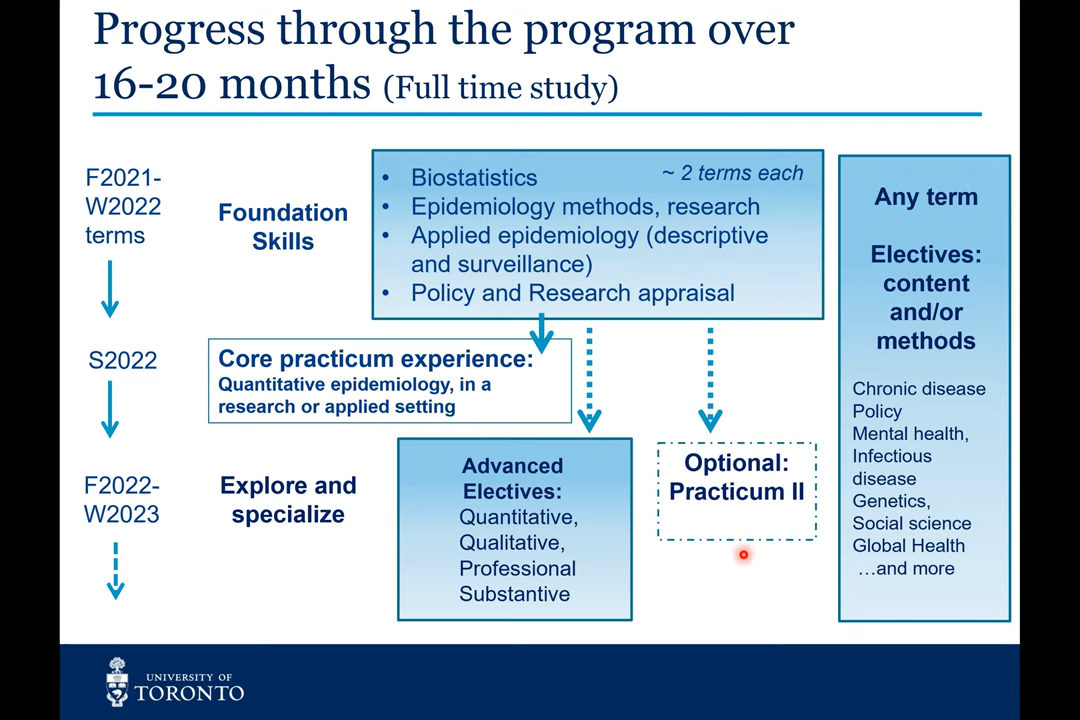 Progress through the program over
16-20 months (Full time study)
F2021-
W2022
terms
Foundation
Skills
• Biostatistics ~ 2 terms each
• Epidemiology methods, research
• Applied epidemiology (descriptive
and surveillance)
• Policy and Research appraisal
S2022
Core practicum experience:
Quantitative epidemiology, in a
research or applied setting
F2022-
W2023
Explore and
specialize
Advanced
Electives:
Quantitative,
Qualitative,
Professional
Substantive
Optional:
Practicum II
Any term
Electives:
content
and/or
methods
Chronic disease
Policy
Mental health,
Infectious
disease
Genetics,
Social science
Global Health
…and more
UNIVERSITY OF
TORONTO